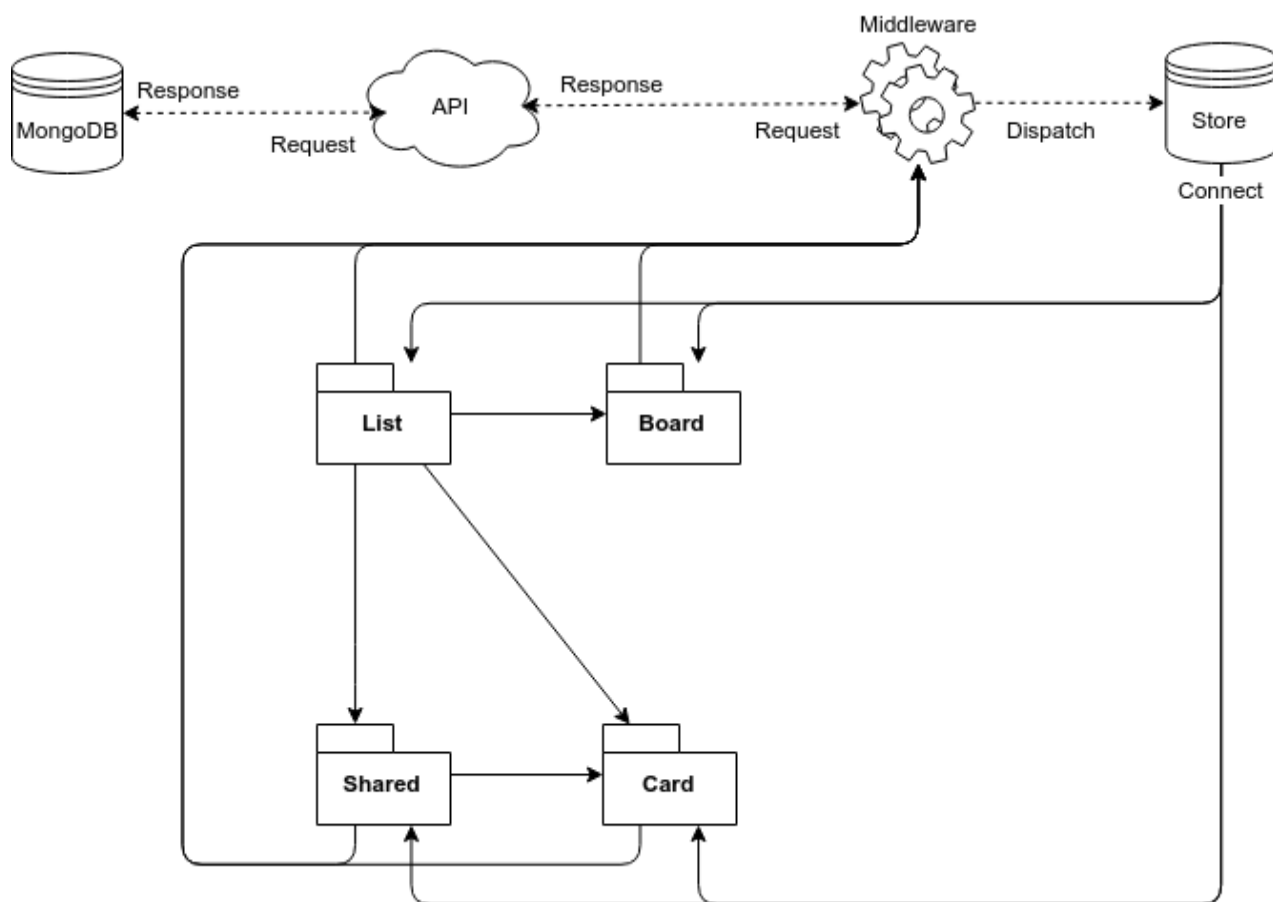 Middleware
Response
Response
MongoDB
API
Store
Request
Request
Dispatch
Connect
List
Board
Shared
Card